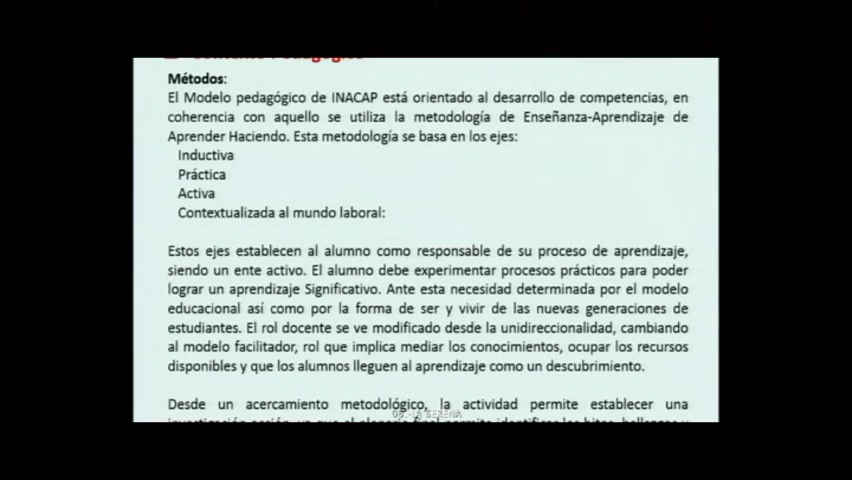 Métodos:
El Modelo pedagógico de INACAP está orientado al desarrollo de competencias, en
coherencia con aquello se utiliza la metodología de Enseñanza-Aprendizaje de
Aprender Haciendo. Esta metodología se basa en los ejes:
Inductiva
Práctica
Activa
Contextualizada al mundo laboral:
Estos ejes establecen al alumno como responsable de su proceso de aprendizaje,
siendo un ente activo. El alumno debe experimentar procesos prácticos para poder
lograr un aprendizaje Significativo. Ante esta necesidad determinada por el modelo
educacional así como por la forma de ser y vivir de las nuevas generaciones de
estudiantes. El rol docente se ve modificado desde la unidireccionalidad, cambiando
al modelo facilitador, rol que implica mediar los conocimientos, ocupar los recursos
disponibles y que los alumnos lleguen al aprendizaje como un descubrimiento.
Desde un acercamiento metodológico, la actividad permite establecer una
LA SERENA